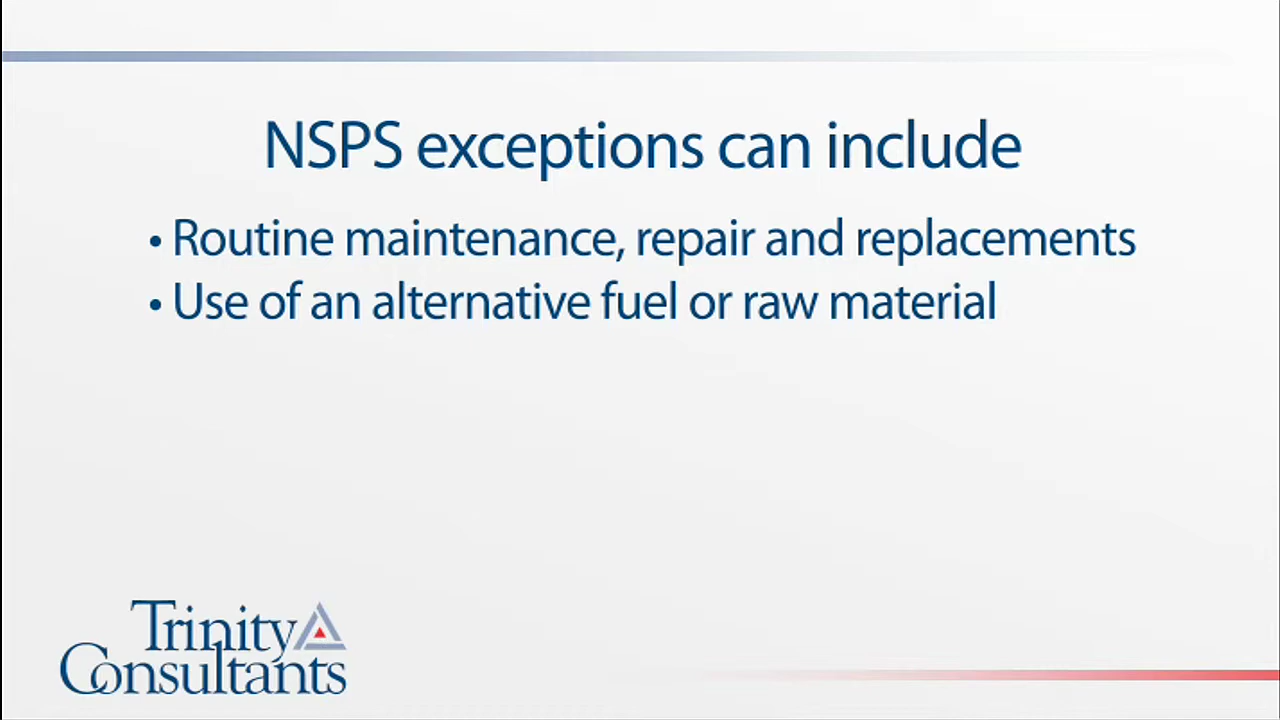 NSPS exceptions can include
• Routine maintenance, repair and replacements
• Use of an alternative fuel or raw material
Trinity
Consultants